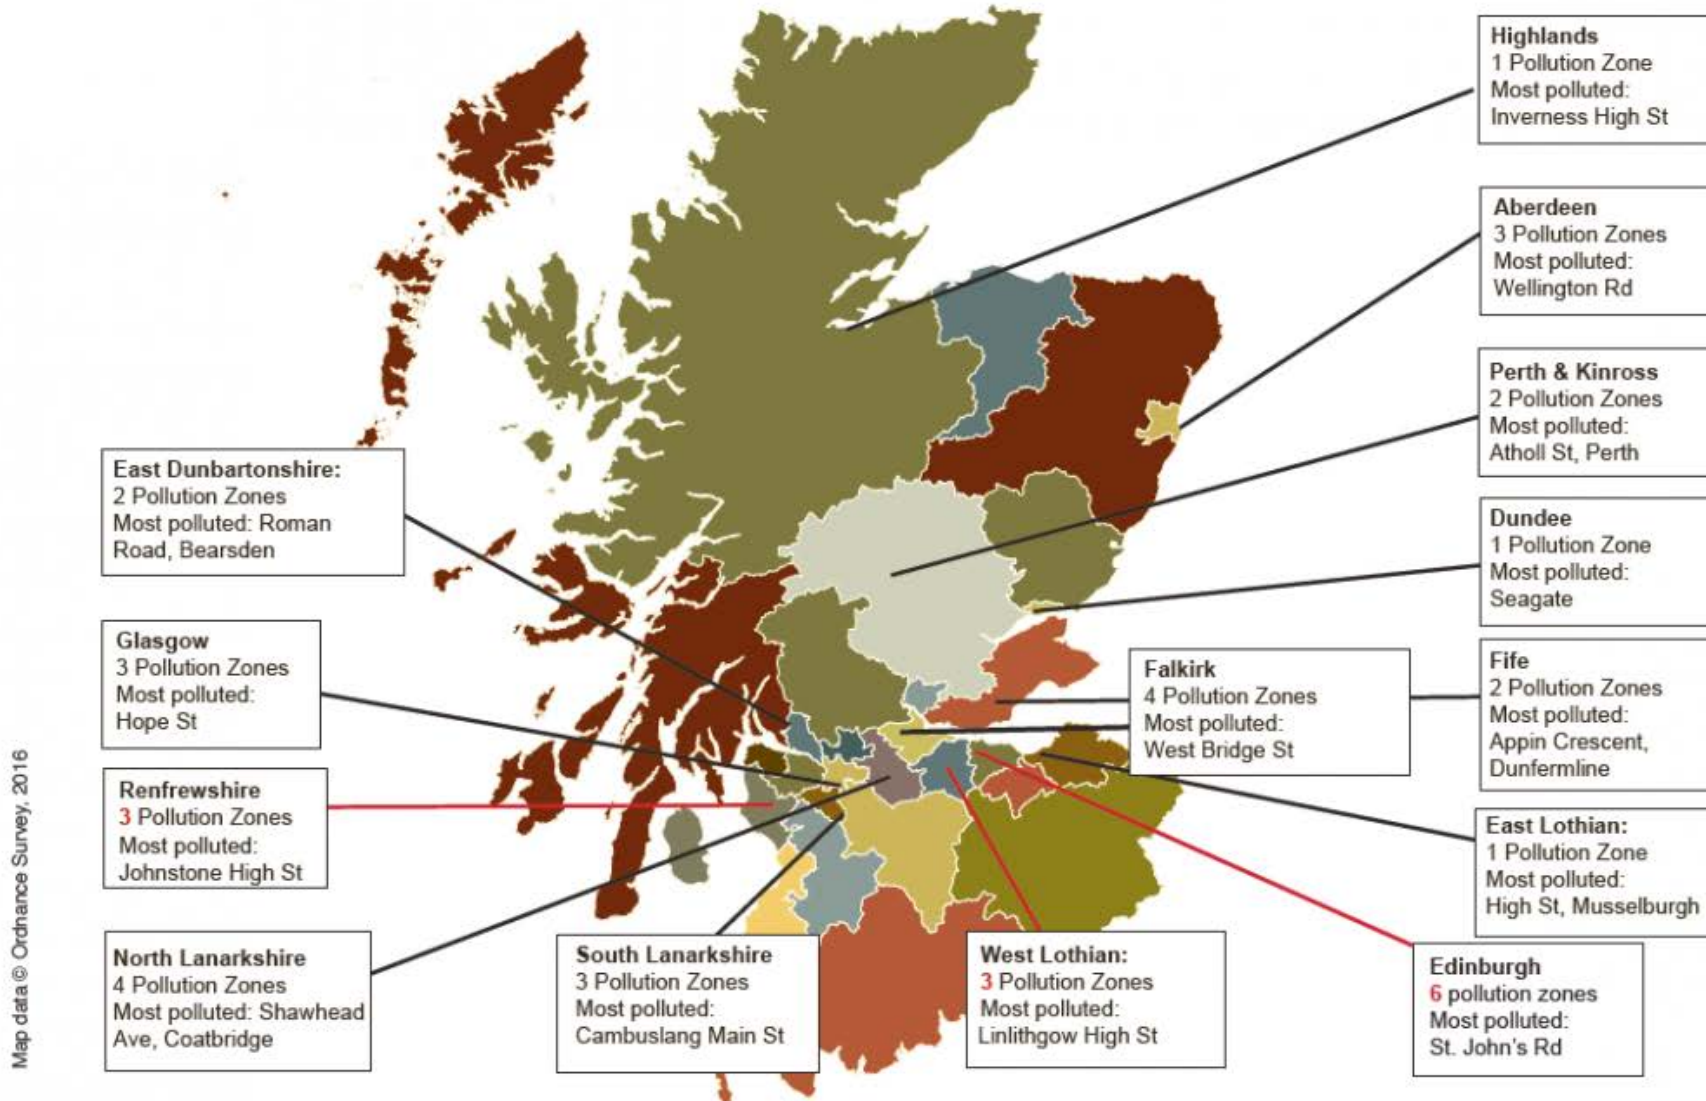 Highlands
1 Pollution Zone
Most polluted:
Inverness High St
Aberdeen
3 Pollution Zones
Most polluted:
Wellington Rd
Perth & Kinross
2 Pollution Zones
Most polluted:
Atholl St, Perth
Dundee
1 Pollution Zone
Most polluted:
Seagate
Falkirk
4 Pollution Zones
Most polluted:
West Bridge St
Fife
2 Pollution Zones
Most polluted:
Appin Crescent,
Dunfermline
East Lothian:
1 Pollution Zone
Most polluted:
High St, Musselburgh
Edinburgh
6 pollution zones
Most polluted:
St. John's Rd
West Lothian:
3 Pollution Zones
Most polluted:
Linlithgow High St
South Lanarkshire
3 Pollution Zones
Most polluted:
Cambuslang Main St
East Dunbartonshire:
2 Pollution Zones
Most polluted: Roman
Road, Bearsden
Glasgow
3 Pollution Zones
Most polluted:
Hope St
Renfrewshire
3 Pollution Zones
Most polluted:
Johnstone High St
North Lanarkshire
4 Pollution Zones
Most polluted: Shawhead
Ave, Coatbridge
Map data © Ordnance Survey, 2016